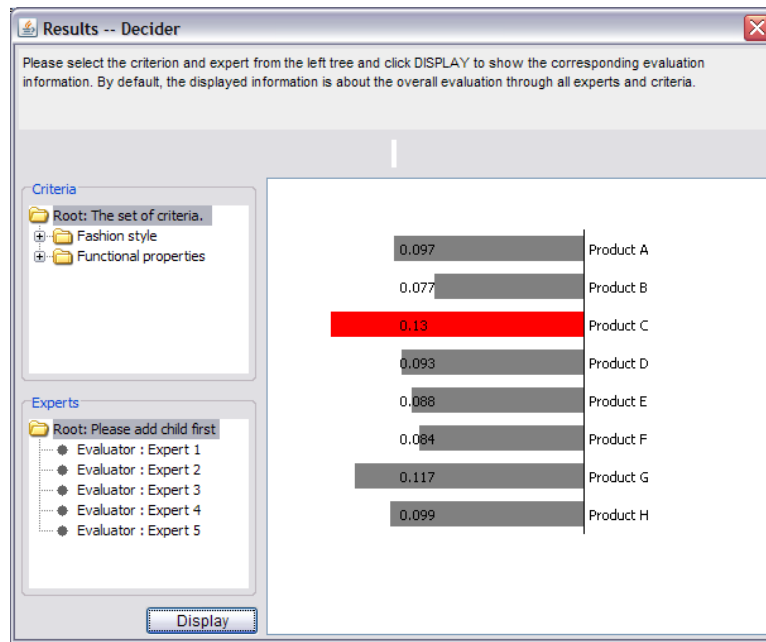 Results -- Decider
Please select the criterion and expert from the left tree and click DISPLAY to show the corresponding evaluation
information. By default, the displayed information is about the overall evaluation through all experts and criteria.
Criteria
Root: The set of criteria.
Fashion style
Functional properties
Experts
Root: Please add child first
Evaluator : Expert 1
Evaluator : Expert 2
Evaluator : Expert 3
Evaluator : Expert 4
Evaluator : Expert 5
Display
0.097 Product A
0.077 Product B
0.13 Product C
0.093 Product D
0.088 Product E
0.084 Product F
0.117 Product G
0.099 Product H